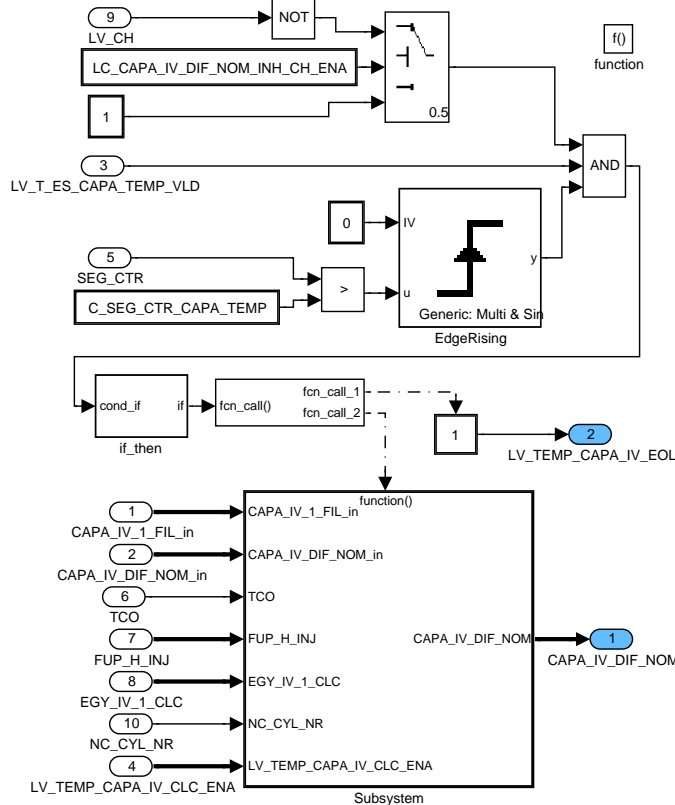 9
LV_CH
NOT
LC_CAPA_IV_DIF_NOM_INH_CH_ENA
1
0.5
f()
function
3
LV_T_ES_CAPA_TEMP_VLD
AND
0
IV
y
u
Generic: Multi & Sin
EdgeRising
5
SEG_CTR
C_SEG_CTR_CAPA_TEMP
>
cond_if
if
if_then
fcn_call()
fcn_call_1
fcn_call_2
1
2
LV_TEMP_CAPA_IV_EOL
function()
1
CAPA_IV_1_FIL_in
CAPA_IV_1_FIL_in
2
CAPA_IV_DIF_NOM_in
CAPA_IV_DIF_NOM_in
6
TCO
TCO
7
FUP_H_INJ
FUP_H_INJ
8
EGY_IV_1_CLC
EGY_IV_1_CLC
10
NC_CYL_NR
NC_CYL_NR
4
LV_TEMP_CAPA_IV_CLC_ENA
LV_TEMP_CAPA_IV_CLC_ENA
CAPA_IV_DIF_NOM
1
CAPA_IV_DIF_NOM
Subsystem